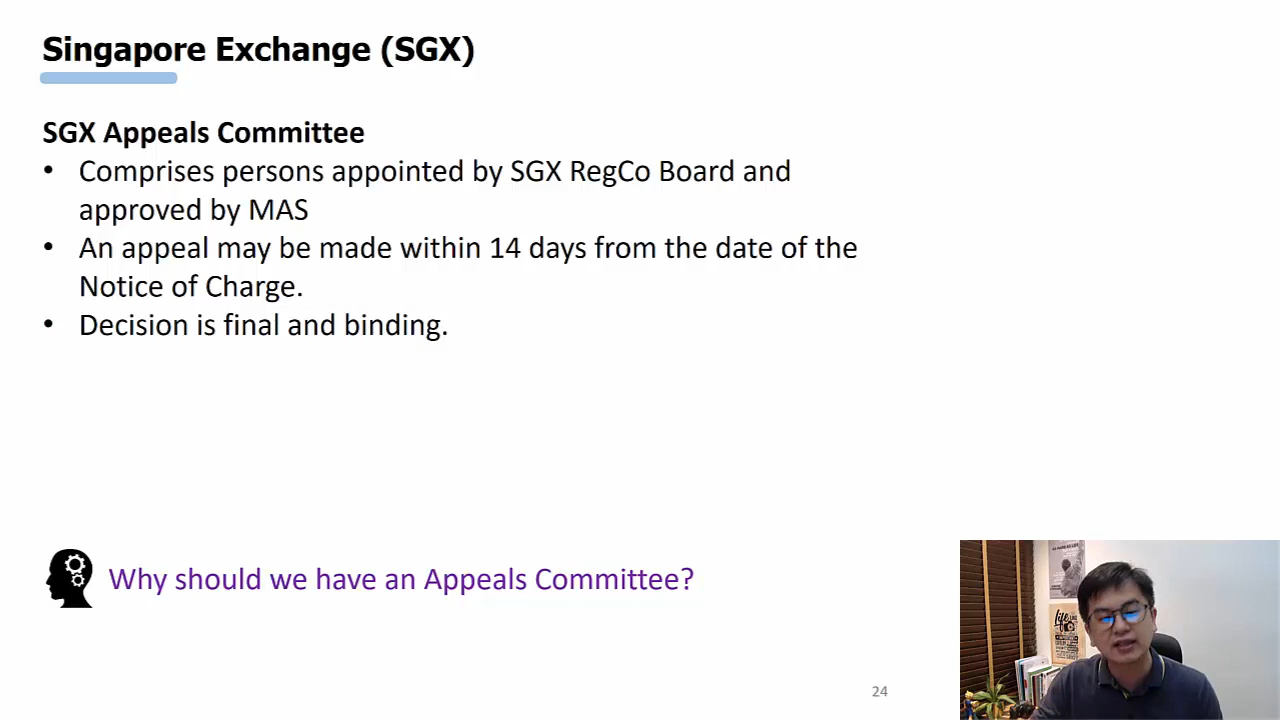 Singapore Exchange (SGX)
SGX Appeals Committee
• Comprises persons appointed by SGX RegCo Board and
approved by MAS
• An appeal may be made within 14 days from the date of the
Notice of Charge.
• Decision is final and binding.
Why should we have an Appeals Committee?
24